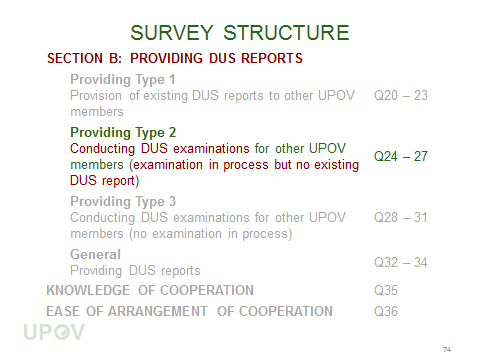 SURVEY STRUCTURE
SECTION B: PROVIDING DUS REPORTS
Providing Type 1
Provision of existing DUS reports to other UPOV
members
Q20 – 23
Providing Type 2
Conducting DUS examinations for other UPOV
members (examination in process but no existing
DUS report)
Q24 – 27
Providing Type 3
Conducting DUS examinations for other UPOV
members (no examination in process)
Q28 – 31
General
Providing DUS reports
Q32 – 34
KNOWLEDGE OF COOPERATION Q35
EASE OF ARRANGEMENT OF COOPERATION Q36
UPOV
74